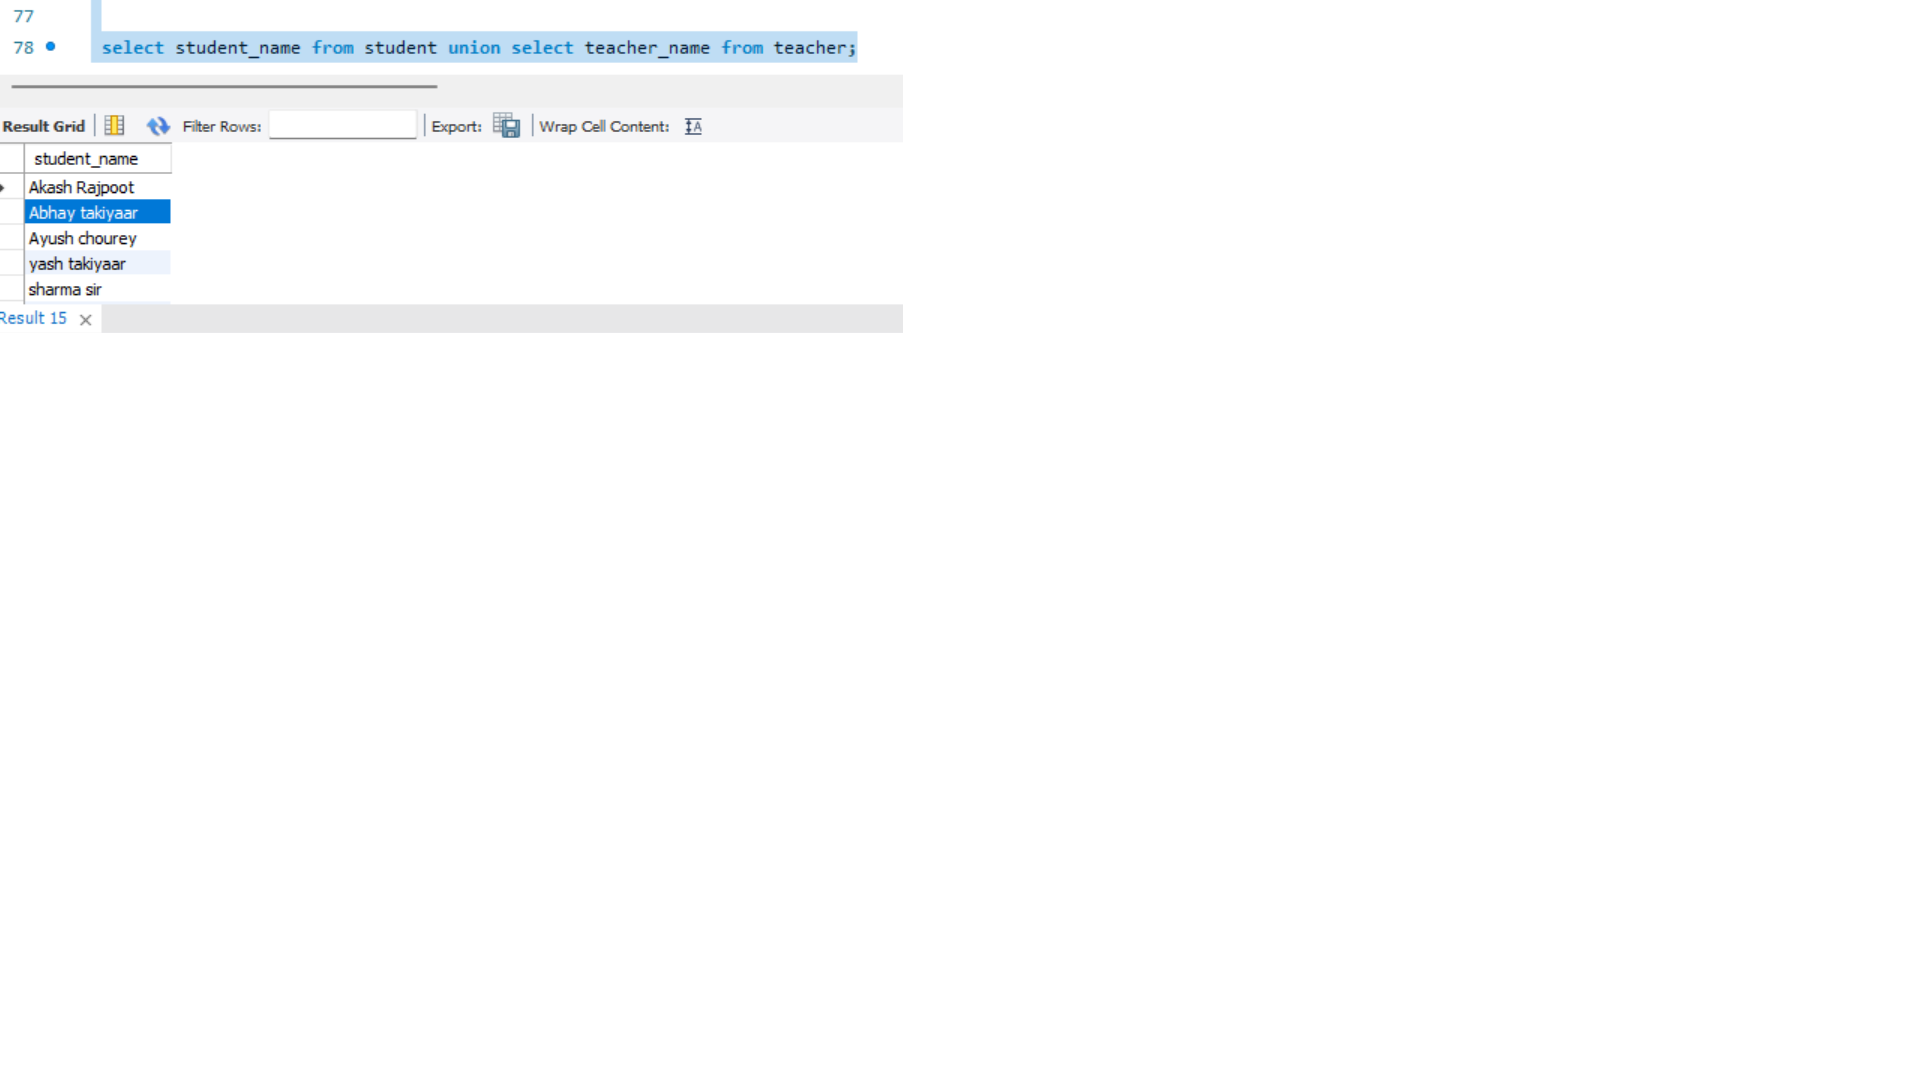 77
78 select student_name from student union select teacher_name from teacher;
Result Grid Filter Rows: Export: Wrap Cell Content: IA
student_name
Akash Rajpoot
Abhay takiyaar
Ayush chourey
yash takiyaar
sharma sir
Result 15